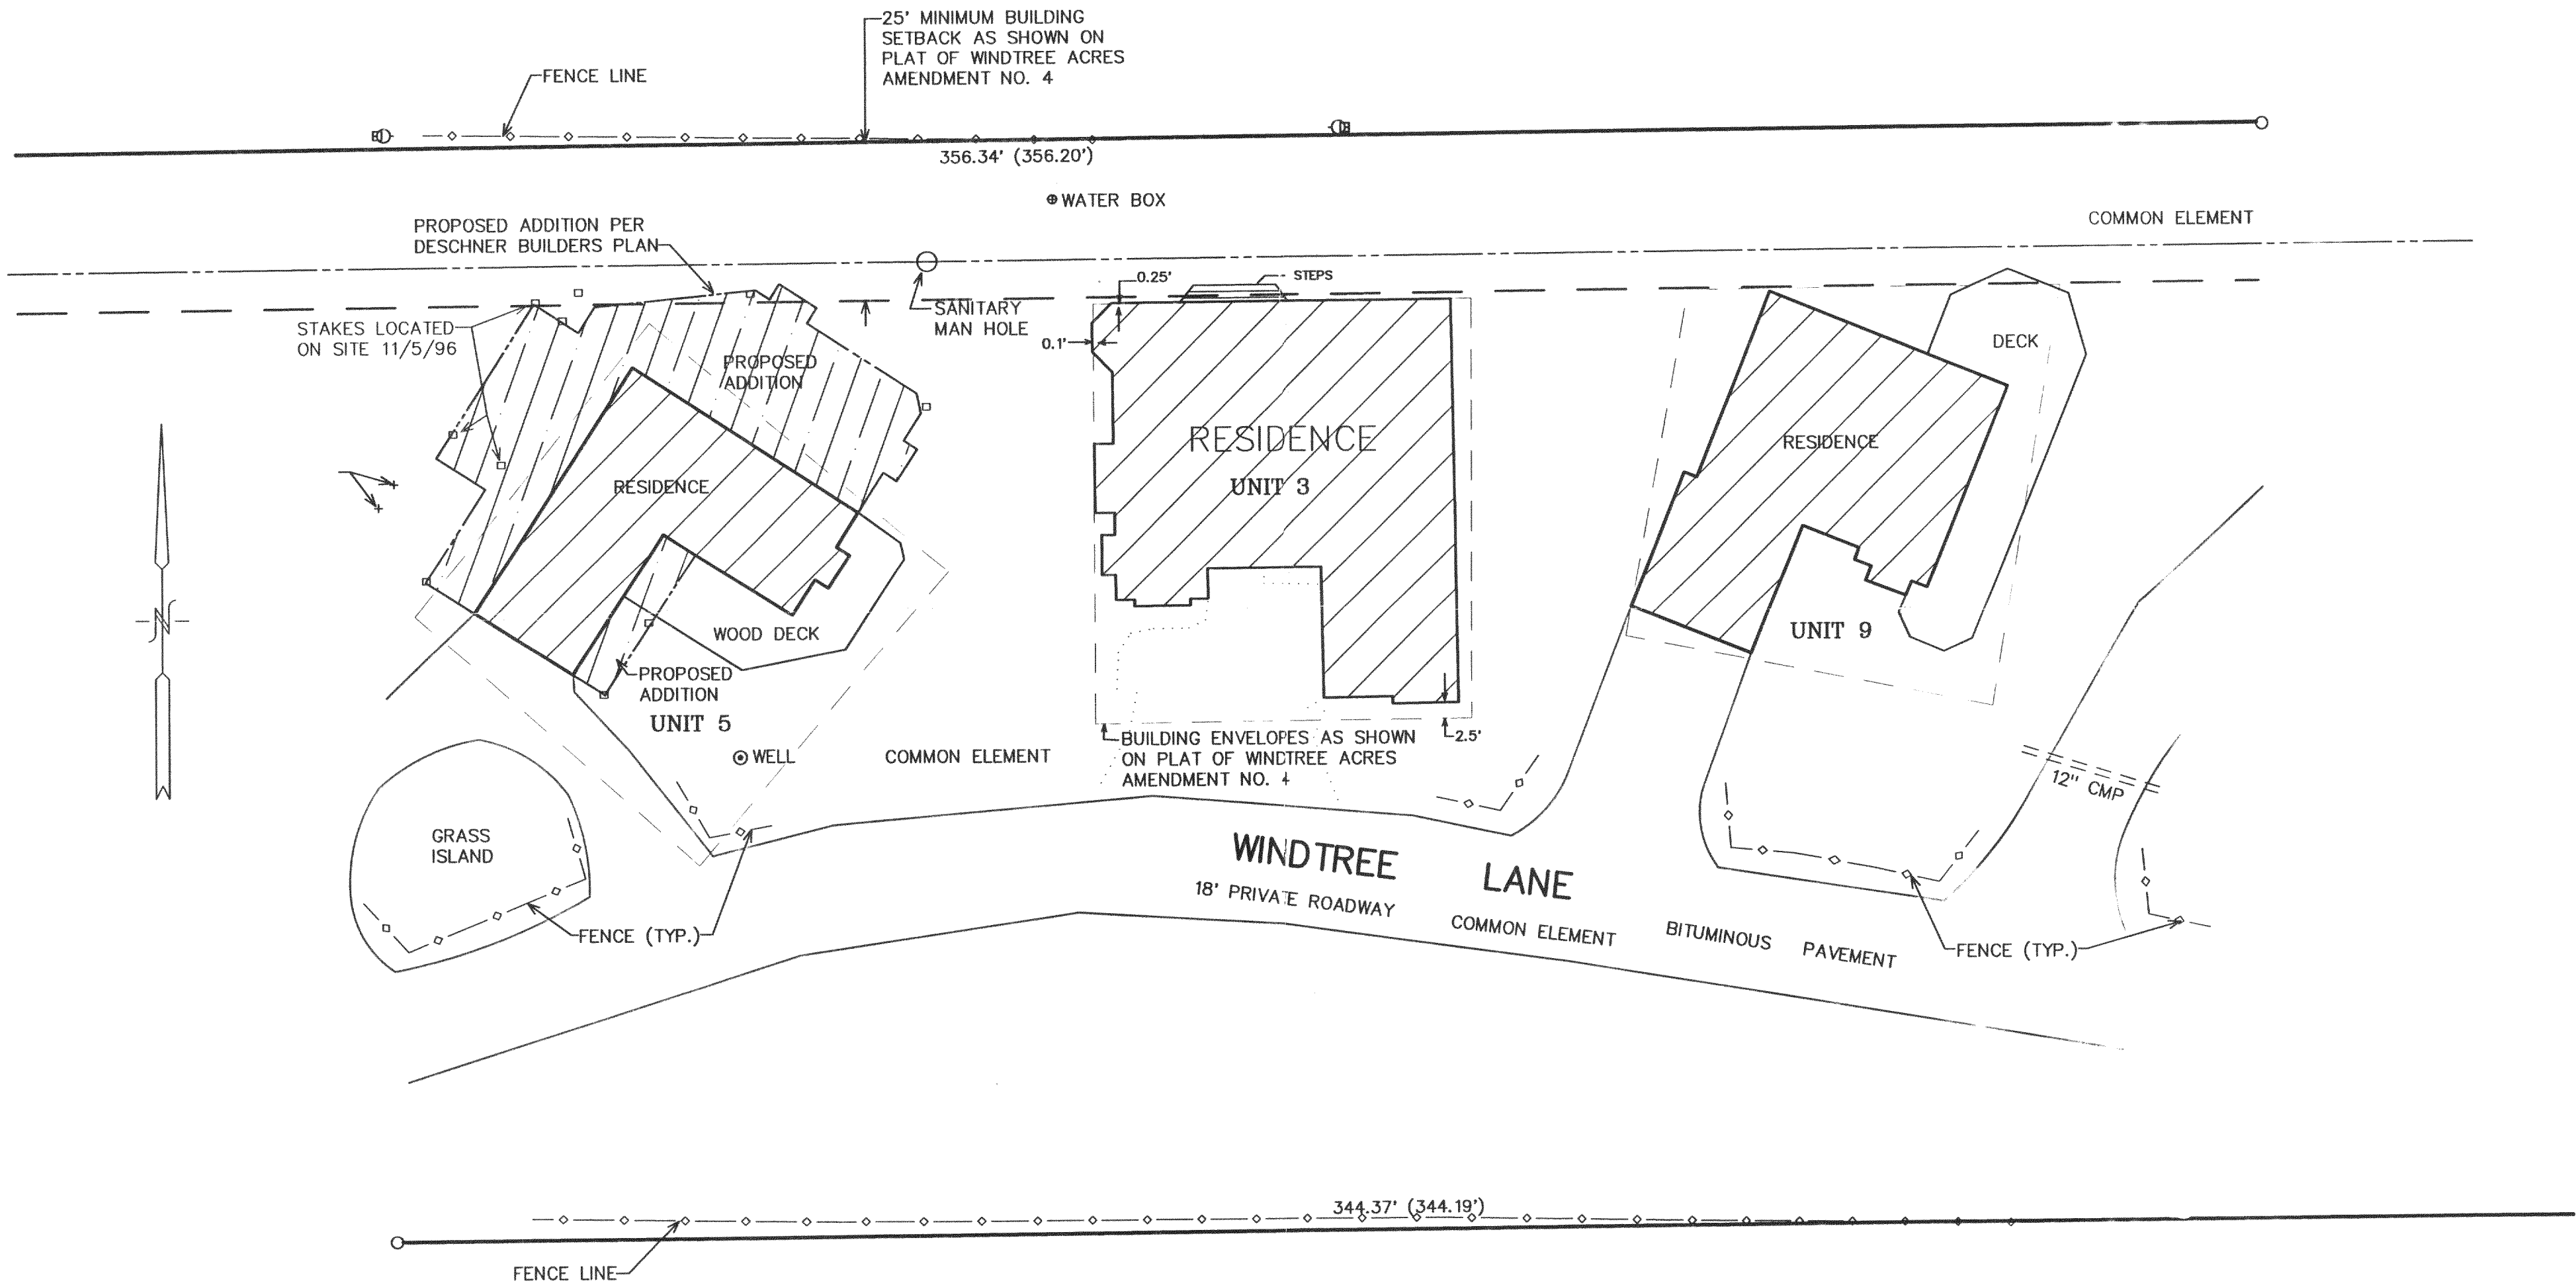 25' MINIMUM BUILDING
SETBACK AS SHOWN ON
PLAT OF WINDTREE ACRES
AMENDMENT NO. 4
FENCE LINE
356.34' (356.20')
WATER BOX
COMMON ELEMENT
PROPOSED ADDITION PER
DESCHNER BUILDERS PLAN
0.25'
STEPS
SANITARY
MAN HOLE
STAKES LOCATED
ON SITE 11/5/96
0.1'
DECK
PROPOSED
ADDITION
RESIDENCE
UNIT 3
RESIDENCE
RESIDENCE
N
WOOD DECK
UNIT 9
PROPOSED
ADDITION
UNIT 5
WELL
COMMON ELEMENT
BUILDING ENVELOPES AS SHOWN
ON PLAT OF WINDTREE ACRES
AMENDMENT NO. 4
2.5'
12" CMP
GRASS
ISLAND
WINDTREE LANE
18' PRIVATE ROADWAY
COMMON ELEMENT
BITUMINOUS PAVEMENT
FENCE (TYP.)
FENCE (TYP.)
344.37' (344.19')
FENCE LINE